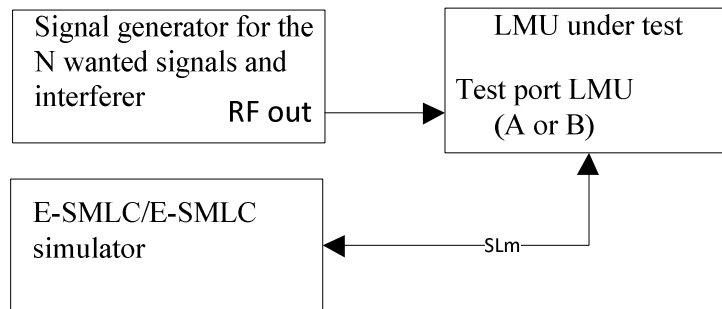 Signal generator for the
N wanted signals and
interferer
RF out
LMU under test
Test port LMU
(A or B)
E-SMLC/E-SMLC
simulator
SLm